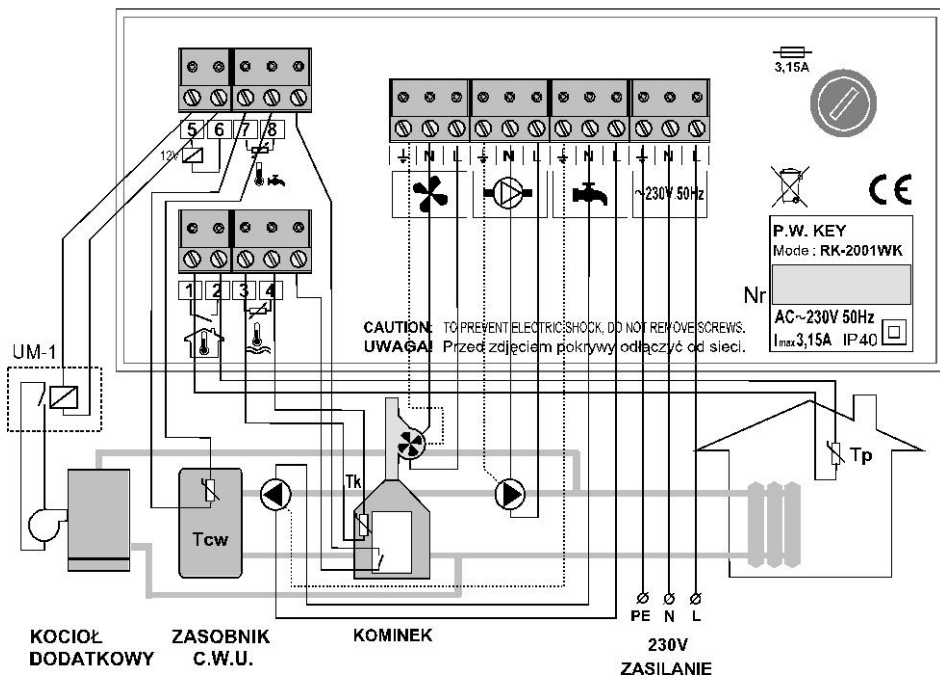 3,15A
5 6 7 8
12V
⏚ N L ⏚ N L ⏚ N L ⏚ N L
~230V 50Hz
1 2 3 4
CE
P.W. KEY
Mode : RK-2001WK
Nr
AC~230V 50Hz
Imax 3,15A IP40
CAUTION: TO PREVENT ELECTRIC SHOCK, DO NOT REMOVE SCREWS.
UWAGA! Przed zdjęciem pokrywy odłączyć od sieci.
UM-1
Tp
Tk
Tcw
PE N L
230V
ZASILANIE
KOCIOŁ
DODATKOWY
ZASOBNIK
C.W.U.
KOMINEK